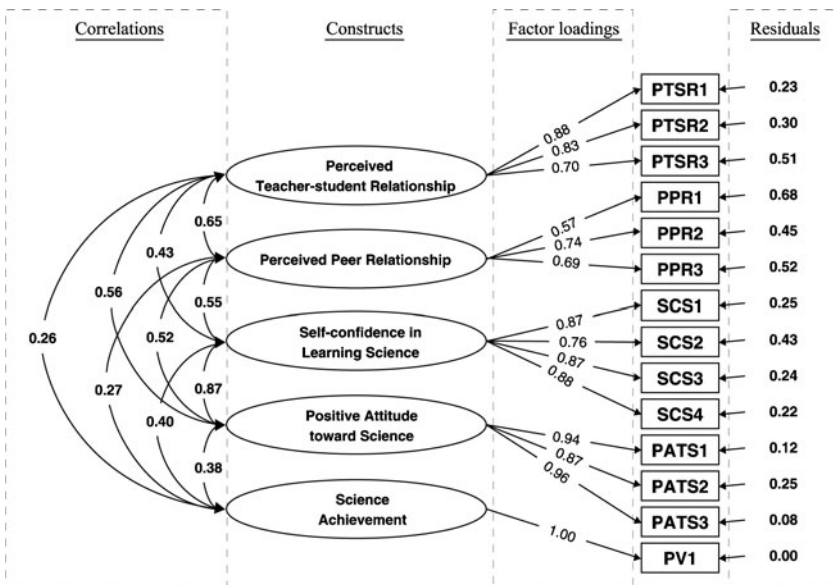 Correlations Constructs Factor loadings Residuals
PTSR1 0.23
0.88
PTSR2 0.30
0.83
Perceived
Teacher-student Relationship
0.70
PTSR3 0.51
0.65
PPR1 0.68
0.57
0.43
PPR2 0.45
0.74
Perceived Peer Relationship
0.69
PPR3 0.52
0.56
0.55
SCS1 0.25
0.87
0.26
0.52
Self-confidence in
Learning Science
0.76
SCS2 0.43
0.87
SCS3 0.24
0.88
0.27
0.87
SCS4 0.22
0.40
Positive Attitude
toward Science
0.94
PATS1 0.12
0.87
PATS2 0.25
0.96
0.38
PATS3 0.08
Science
Achievement
1.00
PV1 0.00